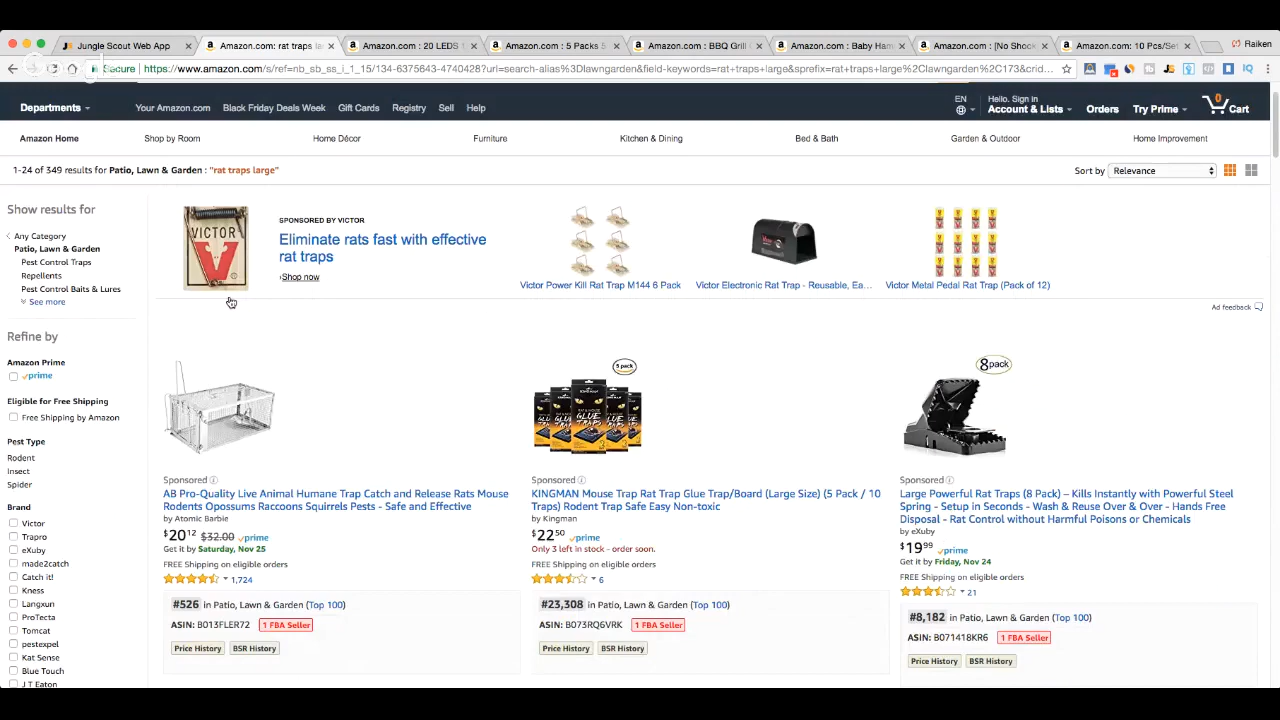 Jungle Scout Web App
Amazon.com: rat traps la
Amazon.com : 20 LEDS
Amazon.com : 5 Packs 5
Amazon.com : BBQ Grill
Amazon.com : Baby Ham
Amazon.com : [No Shock
Amazon.com: 10 Pcs/Set
Raiken
Secure
https://www.amazon.com/s/ref=nb_sb_ss_i_1_15/134-6375643-4740428?url=search-alias%3Dlawngarden&field-keywords=rat+traps+large&sprefix=rat+traps+large%2Clawngarden%2C173&crid...
Departments
Your Amazon.com
Black Friday Deals Week
Gift Cards
Registry
Sell
Help
EN
Hello. Sign in
Account & Lists
Orders
Try Prime
0
Cart
Amazon Home
Shop by Room
Home Décor
Furniture
Kitchen & Dining
Bed & Bath
Garden & Outdoor
Home Improvement
1-24 of 349 results for Patio, Lawn & Garden : "rat traps large"
Sort by
Relevance
Show results for
Any Category
Patio, Lawn & Garden
Pest Control Traps
Repellents
Pest Control Baits & Lures
See more
Refine by
Amazon Prime
prime
Eligible for Free Shipping
Free Shipping by Amazon
Pest Type
Rodent
Insect
Spider
Brand
Victor
Trapro
eXuby
made2catch
Catch it!
Kness
Langxun
ProTecta
Tomcat
pestexpel
Kat Sense
Blue Touch
J T Eaton
VICTOR
SPONSORED BY VICTOR
Eliminate rats fast with effective
rat traps
Shop now
Victor Power Kill Rat Trap M144 6 Pack
Victor Electronic Rat Trap - Reusable, Ea...
Victor Metal Pedal Rat Trap (Pack of 12)
Ad feedback
Sponsored
AB Pro-Quality Live Animal Humane Trap Catch and Release Rats Mouse
Rodents Opossums Raccoons Squirrels Pests - Safe and Effective
by Atomic Barbie
$20 12 $32.00 prime
Get it by Saturday, Nov 25
FREE Shipping on eligible orders
1,724
#526 in Patio, Lawn & Garden (Top 100)
ASIN: B013FLER72 1 FBA Seller
Price History
BSR History
5 pack
GLUE TRAPS
Sponsored
KINGMAN Mouse Trap Rat Trap Glue Trap/Board (Large Size) (5 Pack / 10
Traps) Rodent Trap Safe Easy Non-toxic
by Kingman
$22 50 prime
Only 3 left in stock - order soon.
FREE Shipping on eligible orders
6
#23,308 in Patio, Lawn & Garden (Top 100)
ASIN: B073RQ6VRK 1 FBA Seller
Price History
BSR History
8 pack
Sponsored
Large Powerful Rat Traps (8 Pack) – Kills Instantly with Powerful Steel
Spring - Setup in Seconds - Wash & Reuse Over & Over - Hands Free
Disposal - Rat Control without Harmful Poisons or Chemicals
by eXuby
$19 99 prime
Get it by Friday, Nov 24
FREE Shipping on eligible orders
21
#8,182 in Patio, Lawn & Garden (Top 100)
ASIN: B071418KR6 1 FBA Seller
Price History
BSR History